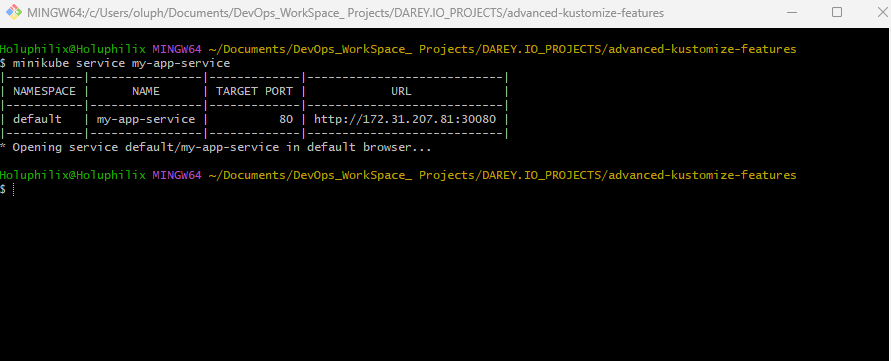 MINGW64:/c/Users/oluph/Documents/DevOps_WorkSpace_ Projects/DAREY.IO_PROJECTS/advanced-kustomize-features
Holuphilix@Holuphilix MINGW64 ~/Documents/DevOps_WorkSpace_ Projects/DAREY.IO_PROJECTS/advanced-kustomize-features
$ minikube service my-app-service
|-----------|----------------|-------------|----------------------------|
| NAMESPACE |      NAME      | TARGET PORT |            URL             |
|-----------|----------------|-------------|----------------------------|
| default   | my-app-service |          80 | http://172.31.207.81:30080 |
|-----------|----------------|-------------|----------------------------|
* Opening service default/my-app-service in default browser...
Holuphilix@Holuphilix MINGW64 ~/Documents/DevOps_WorkSpace_ Projects/DAREY.IO_PROJECTS/advanced-kustomize-features
$